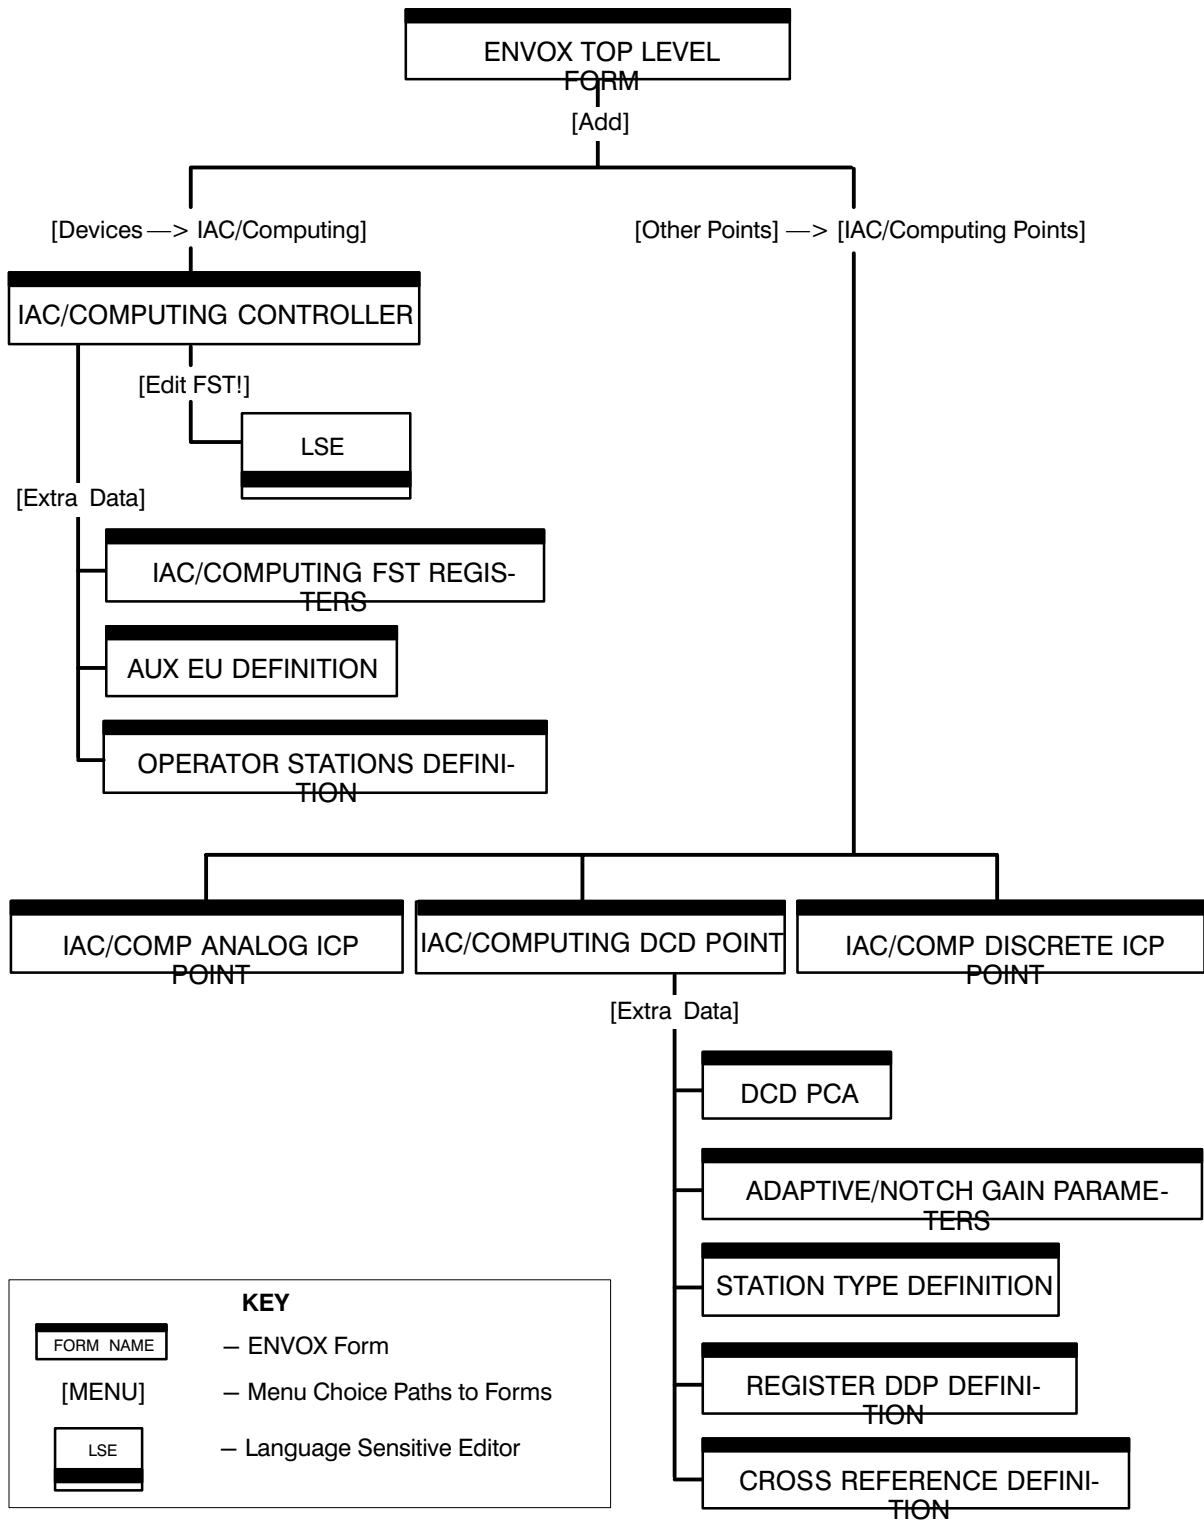 ENVOX TOP LEVEL
FORM
[Add]
[Devices —> IAC/Computing]
[Other Points] —> [IAC/Computing Points]
IAC/COMPUTING CONTROLLER
[Edit FST!]
LSE
[Extra Data]
IAC/COMPUTING FST REGIS-
TERS
AUX EU DEFINITION
OPERATOR STATIONS DEFINI-
TION
IAC/COMP ANALOG ICP
POINT
IAC/COMPUTING DCD POINT
IAC/COMP DISCRETE ICP
POINT
[Extra Data]
DCD PCA
ADAPTIVE/NOTCH GAIN PARAME-
TERS
STATION TYPE DEFINITION
REGISTER DDP DEFINI-
TION
CROSS REFERENCE DEFINI-
TION
KEY
FORM NAME – ENVOX Form
[MENU] – Menu Choice Paths to Forms
LSE – Language Sensitive Editor